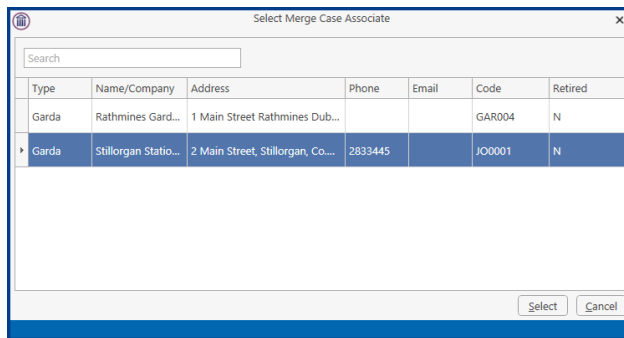 Select Merge Case Associate
Search
Type Name/Company Address Phone Email Code Retired
Garda Rathmines Gard... 1 Main Street Rathmines Dub... GAR004 N
Garda Stillorgan Statio... 2 Main Street, Stillorgan, Co.... 2833445 JO0001 N
Select Cancel